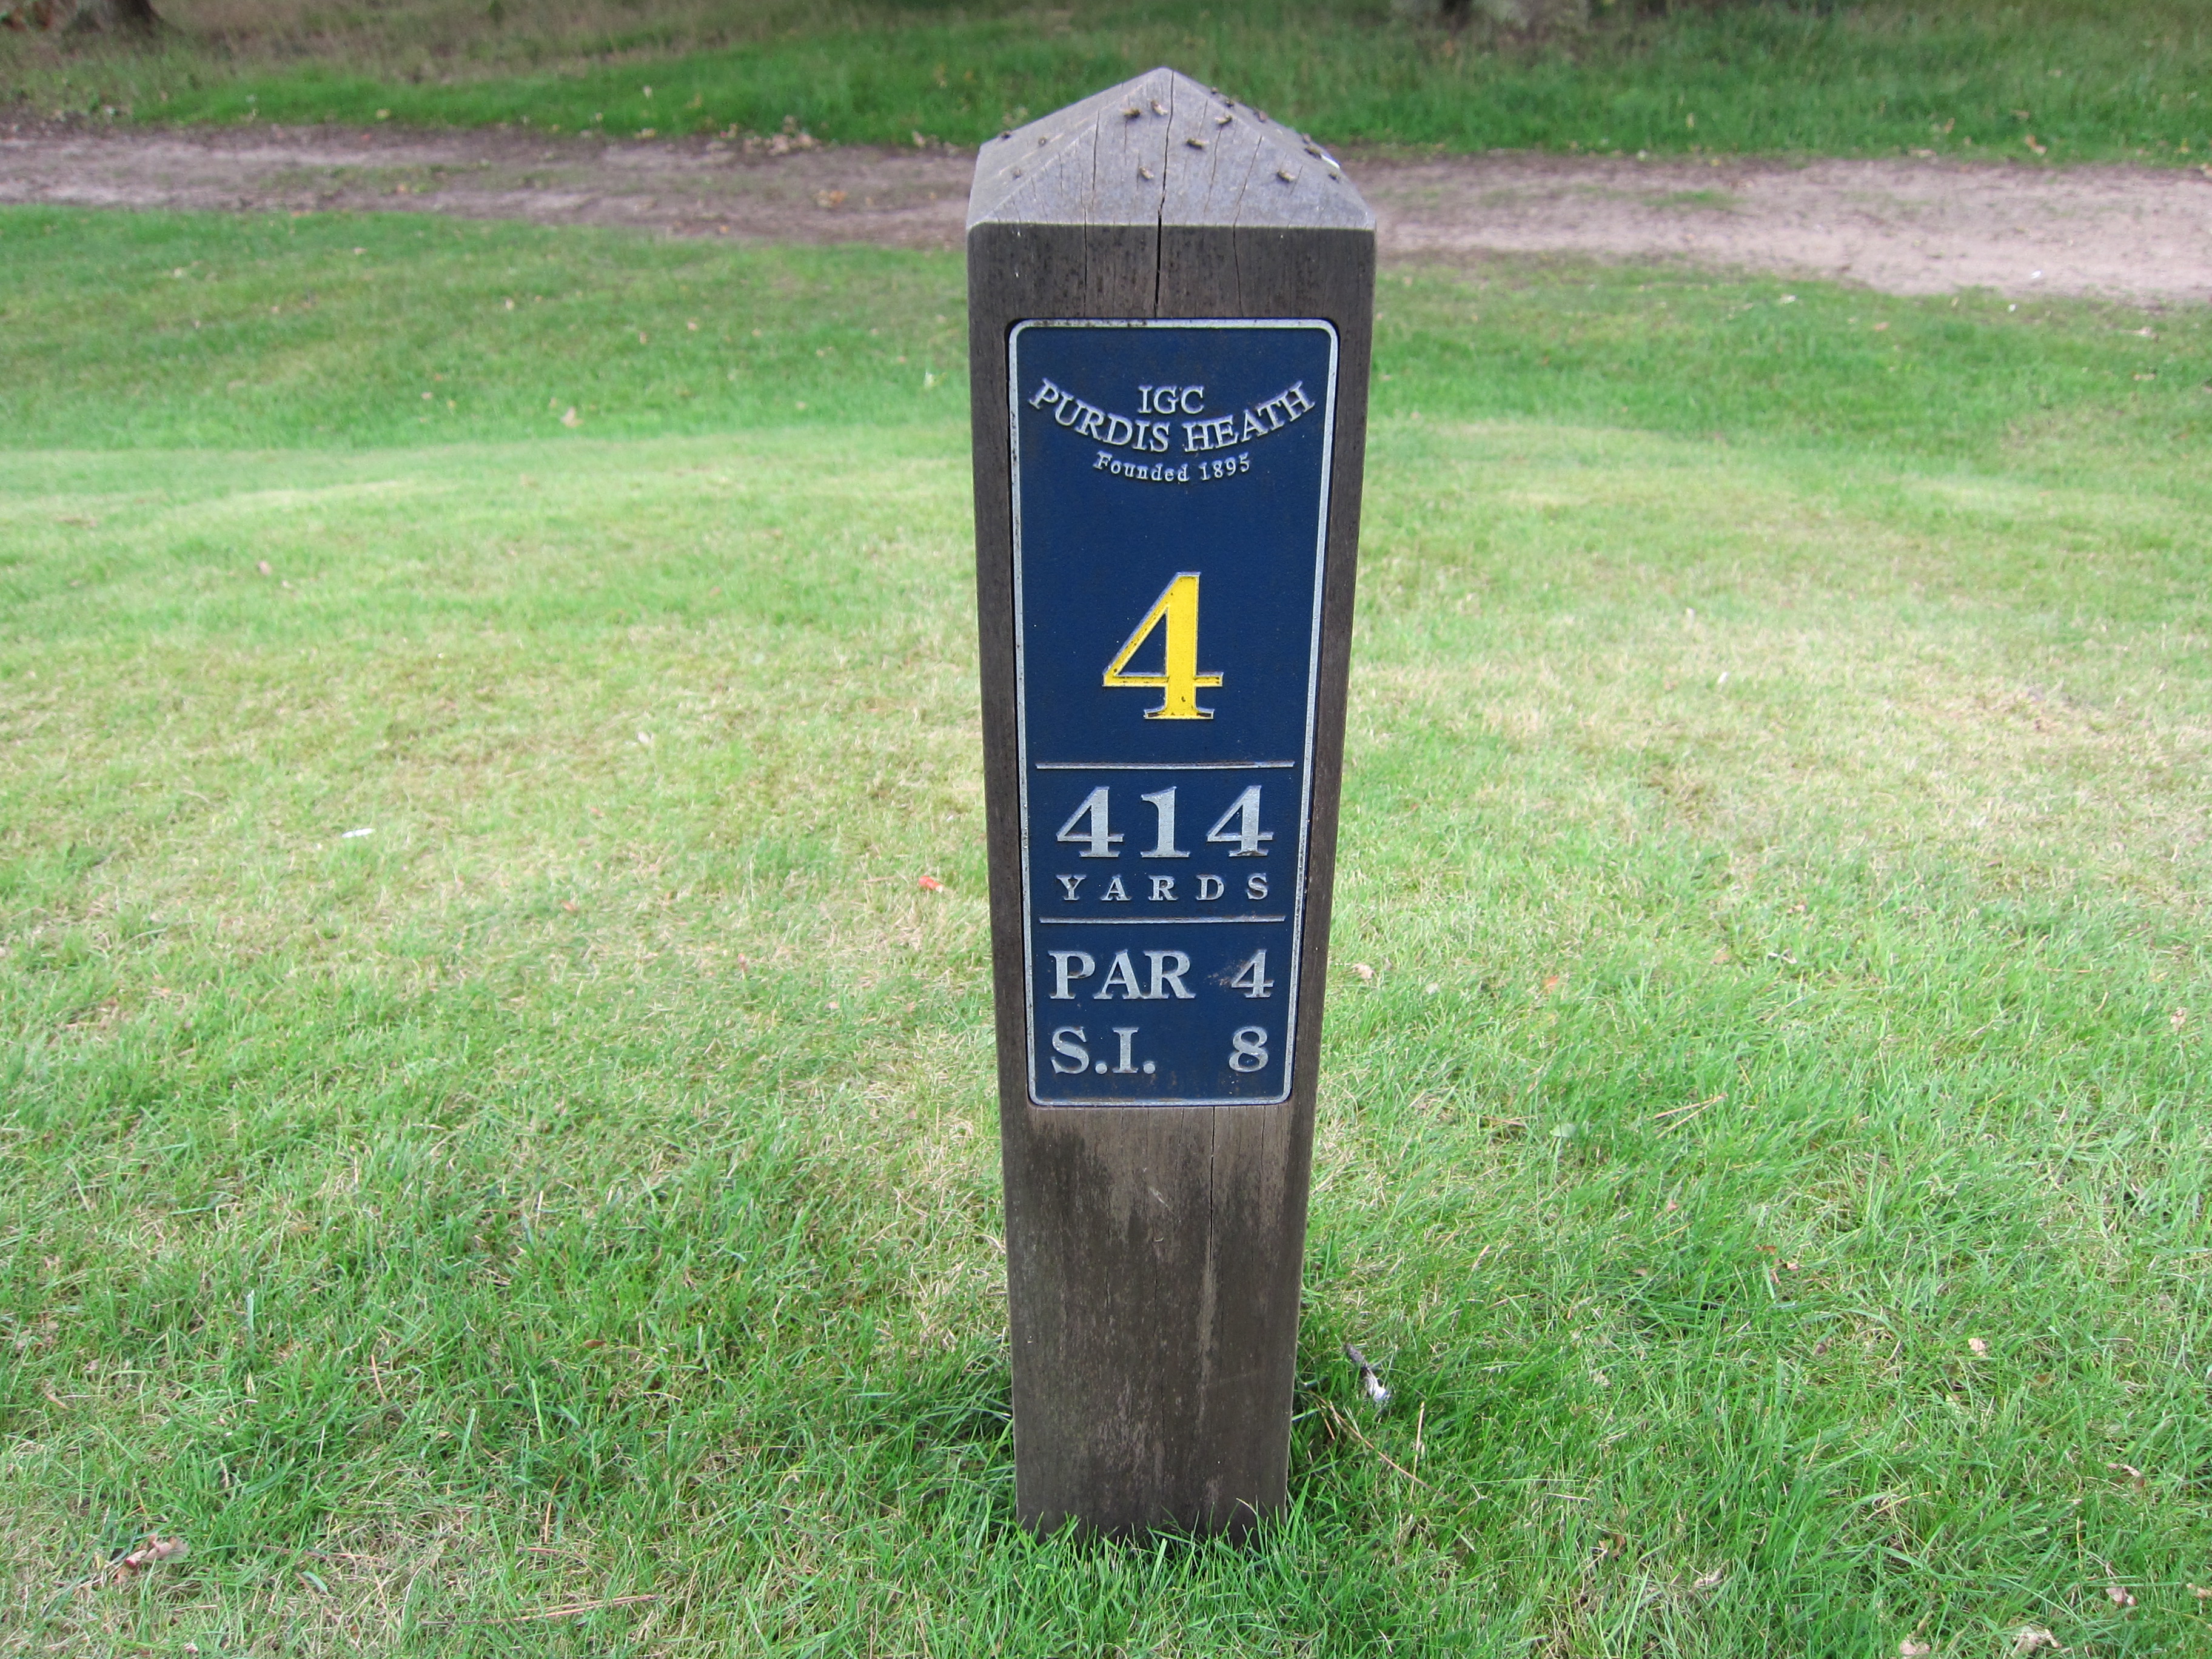 IGC
PURDIS HEATH
Founded 1895
4
414
YARDS
PAR 4
S.I. 8